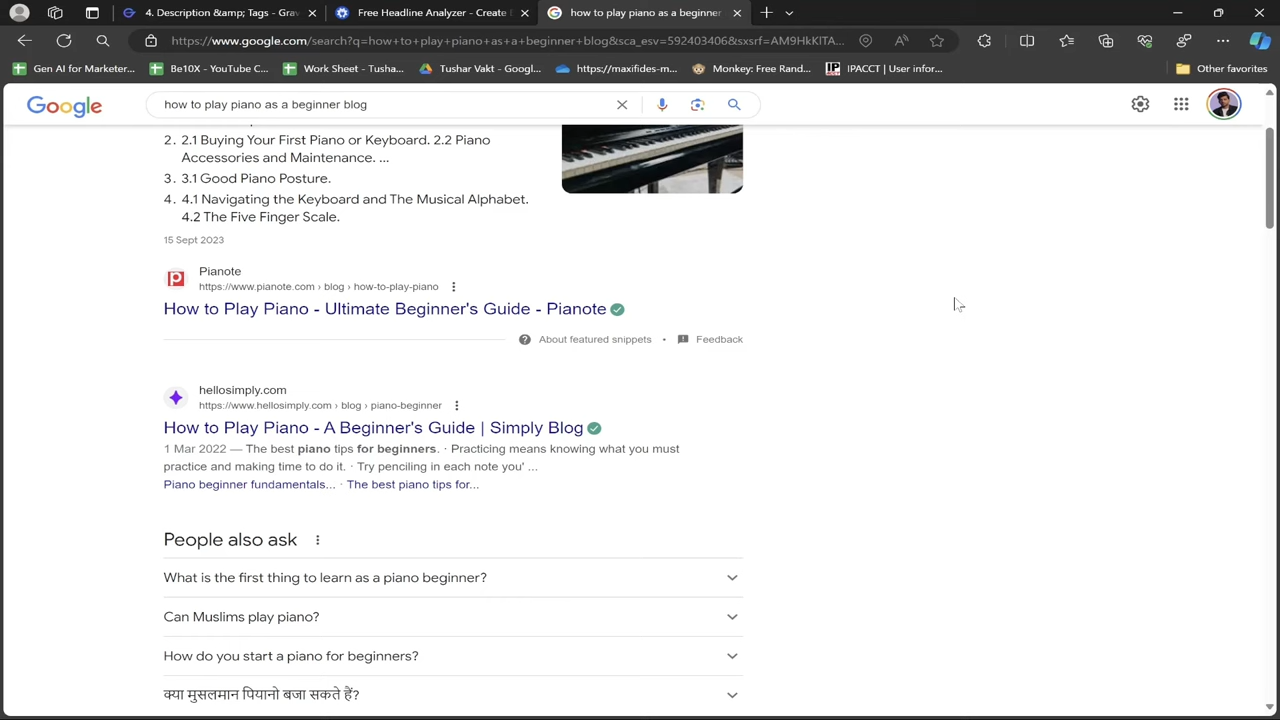 4. Description &amp; Tags - Grav
Free Headline Analyzer - Create E
how to play piano as a beginner
https://www.google.com/search?q=how+to+play+piano+as+a+beginner+blog&sca_esv=592403406&sxsrf=AM9HkKlTA...
Gen AI for Marketer...
Be10X - YouTube C...
Work Sheet - Tusha...
Tushar Vakt - Googl...
https://maxifides-m...
Monkey: Free Rand...
IPACCT | User infor...
Other favorites
Google
how to play piano as a beginner blog
2. 2.1 Buying Your First Piano or Keyboard. 2.2 Piano
Accessories and Maintenance. ...
3. 3.1 Good Piano Posture.
4. 4.1 Navigating the Keyboard and The Musical Alphabet.
4.2 The Five Finger Scale.
15 Sept 2023
Pianote
https://www.pianote.com › blog › how-to-play-piano
How to Play Piano - Ultimate Beginner's Guide - Pianote
About featured snippets • Feedback
hellosimply.com
https://www.hellosimply.com › blog › piano-beginner
How to Play Piano - A Beginner's Guide | Simply Blog
1 Mar 2022 — The best piano tips for beginners. · Practicing means knowing what you must
practice and making time to do it. · Try penciling in each note you' ...
Piano beginner fundamentals... · The best piano tips for...
People also ask
What is the first thing to learn as a piano beginner?
Can Muslims play piano?
How do you start a piano for beginners?
क्या मुसलमान पियानो बजा सकते हैं?